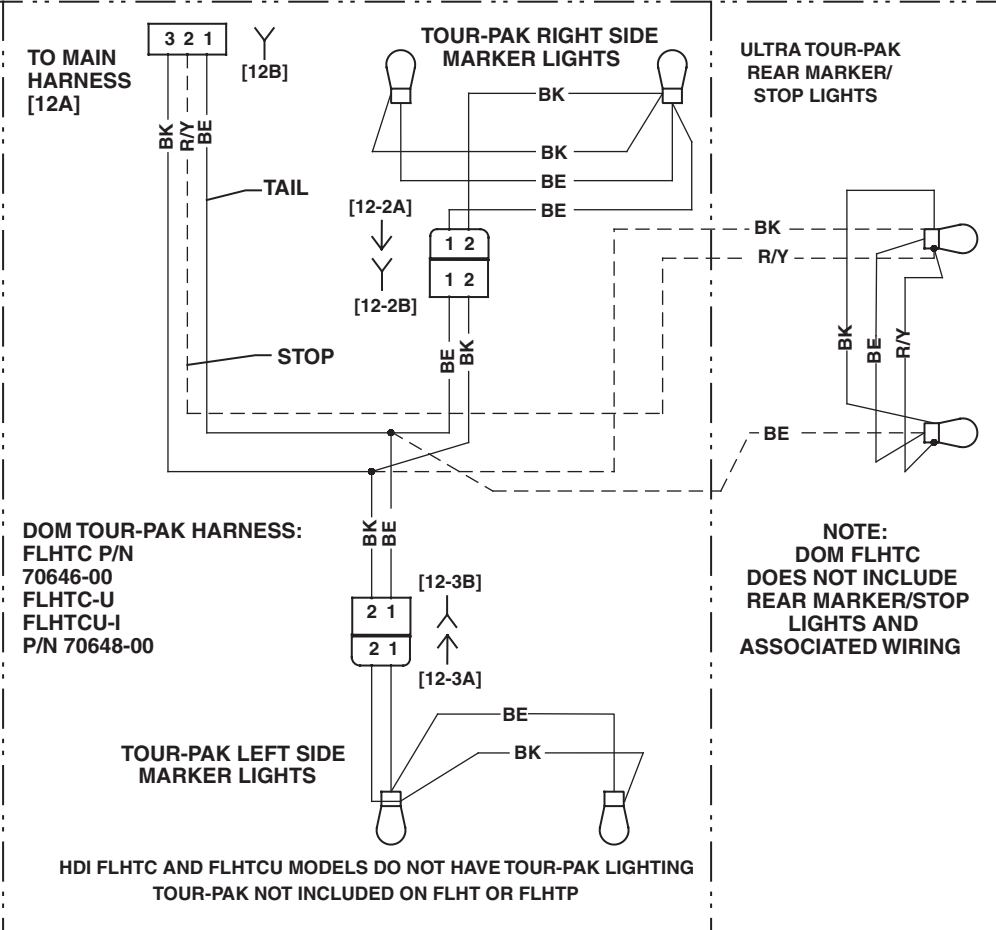 3 2 1
[12B]
TO MAIN
HARNESS
[12A]
TOUR-PAK RIGHT SIDE
MARKER LIGHTS
ULTRA TOUR-PAK
REAR MARKER/
STOP LIGHTS
BK
R/Y
BE
BK
BK
BE
BE
TAIL
[12-2A]
1 2
1 2
[12-2B]
BK
R/Y
BK
BE
R/Y
STOP
BE
BK
BE
BK
BE
DOM TOUR-PAK HARNESS:
FLHTC P/N
70646-00
FLHTC-U
FLHTCU-I
P/N 70648-00
NOTE:
DOM FLHTC
DOES NOT INCLUDE
REAR MARKER/STOP
LIGHTS AND
ASSOCIATED WIRING
[12-3B]
2 1
2 1
[12-3A]
BE
BK
TOUR-PAK LEFT SIDE
MARKER LIGHTS
HDI FLHTC AND FLHTCU MODELS DO NOT HAVE TOUR-PAK LIGHTING
TOUR-PAK NOT INCLUDED ON FLHT OR FLHTP